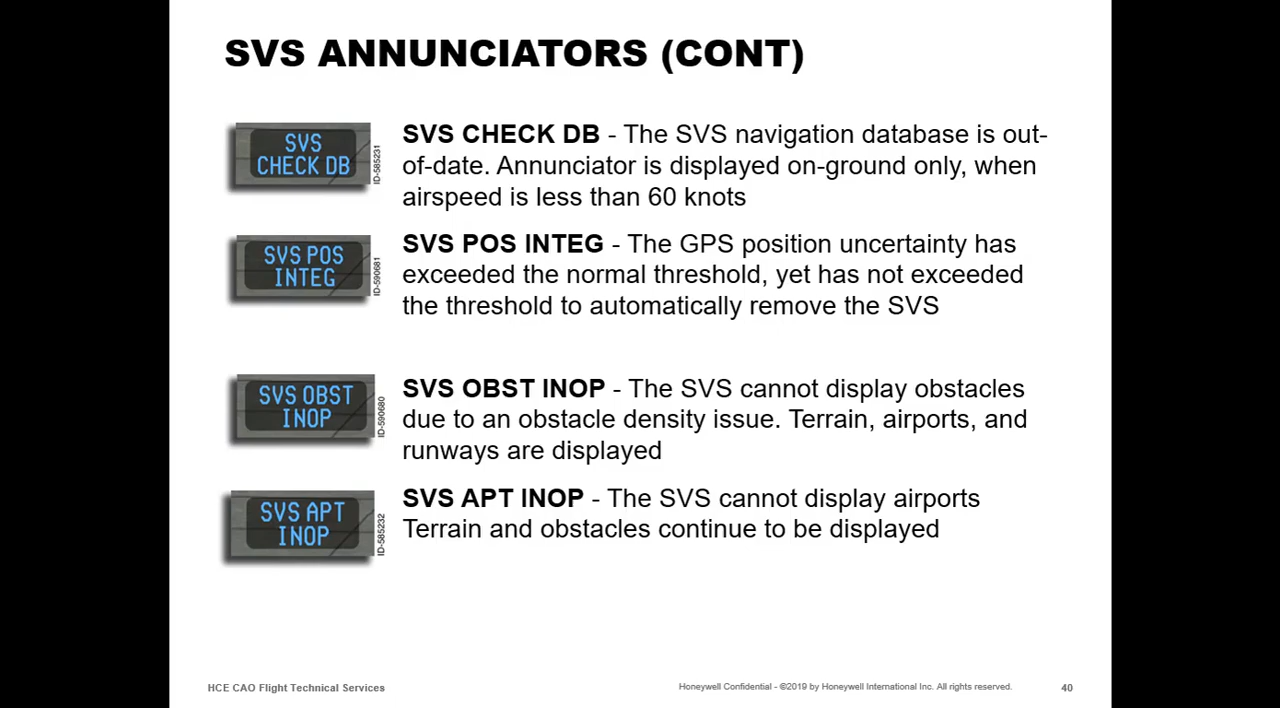 SVS ANNUNCIATORS (CONT)
SVS
CHECK DB
ID-585231
SVS CHECK DB - The SVS navigation database is out-
of-date. Annunciator is displayed on-ground only, when
airspeed is less than 60 knots
SVS POS
INTEG
ID-590681
SVS POS INTEG - The GPS position uncertainty has
exceeded the normal threshold, yet has not exceeded
the threshold to automatically remove the SVS
SVS OBST
INOP
ID-590680
SVS OBST INOP - The SVS cannot display obstacles
due to an obstacle density issue. Terrain, airports, and
runways are displayed
SVS APT
INOP
ID-585232
SVS APT INOP - The SVS cannot display airports
Terrain and obstacles continue to be displayed
HCE CAO Flight Technical Services
Honeywell Confidential - ©2019 by Honeywell International Inc. All rights reserved.
40